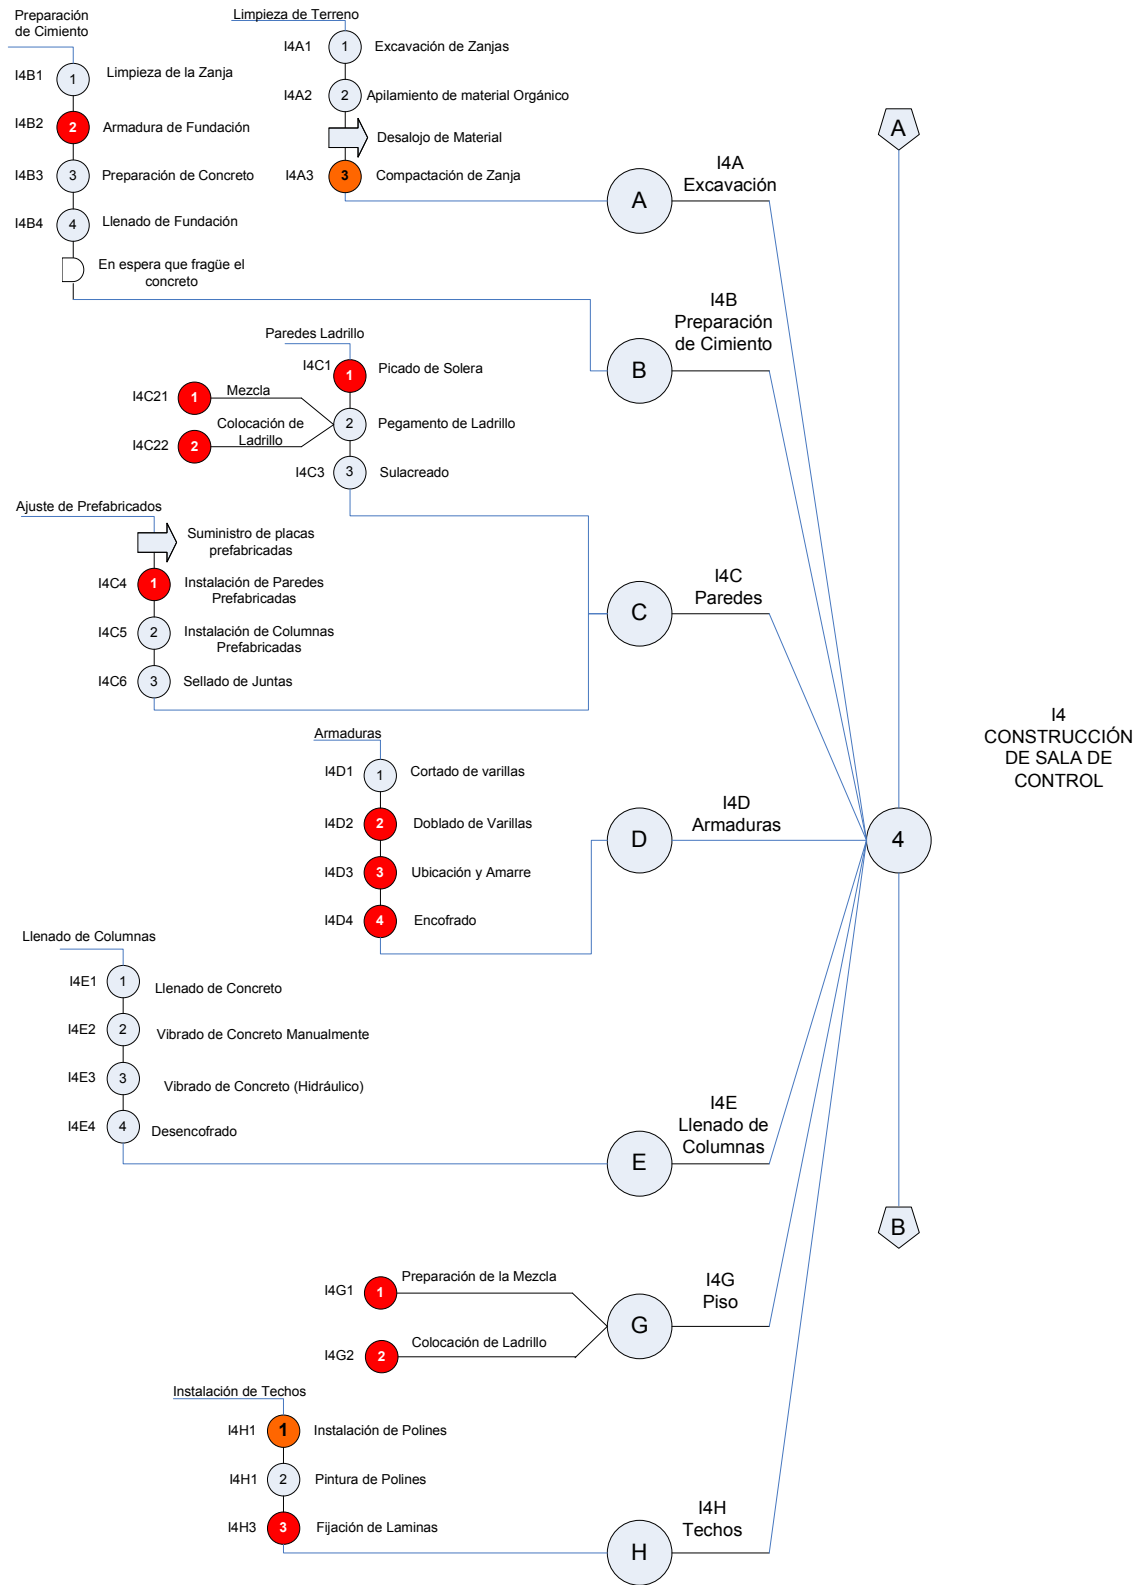 Preparación
de Cimiento
I4B1
1
Limpieza de la Zanja
I4B2
2
Armadura de Fundación
I4B3
3
Preparación de Concreto
I4B4
4
Llenado de Fundación
En espera que fragüe el
concreto
Limpieza de Terreno
I4A1
1
Excavación de Zanjas
I4A2
2
Apilamiento de material Orgánico
Desalojo de Material
I4A3
3
Compactación de Zanja
A
I4A
Excavación
A
B
I4B
Preparación
de Cimiento
Paredes Ladrillo
I4C1
1
Picado de Solera
I4C21
1
Mezcla
I4C22
2
Colocación de
Ladrillo
2
Pegamento de Ladrillo
I4C3
3
Sulacreado
Ajuste de Prefabricados
Suministro de placas
prefabricadas
I4C4
1
Instalación de Paredes
Prefabricadas
I4C5
2
Instalación de Columnas
Prefabricadas
I4C6
3
Sellado de Juntas
C
I4C
Paredes
Armaduras
I4D1
1
Cortado de varillas
I4D2
2
Doblado de Varillas
I4D3
3
Ubicación y Amarre
I4D4
4
Encofrado
D
I4D
Armaduras
4
I4
CONSTRUCCIÓN
DE SALA DE
CONTROL
Llenado de Columnas
I4E1
1
Llenado de Concreto
I4E2
2
Vibrado de Concreto Manualmente
I4E3
3
Vibrado de Concreto (Hidráulico)
I4E4
4
Desencofrado
E
I4E
Llenado de
Columnas
B
I4G1
1
Preparación de la Mezcla
I4G2
2
Colocación de Ladrillo
G
I4G
Piso
Instalación de Techos
I4H1
1
Instalación de Polines
I4H1
2
Pintura de Polines
I4H3
3
Fijación de Laminas
H
I4H
Techos